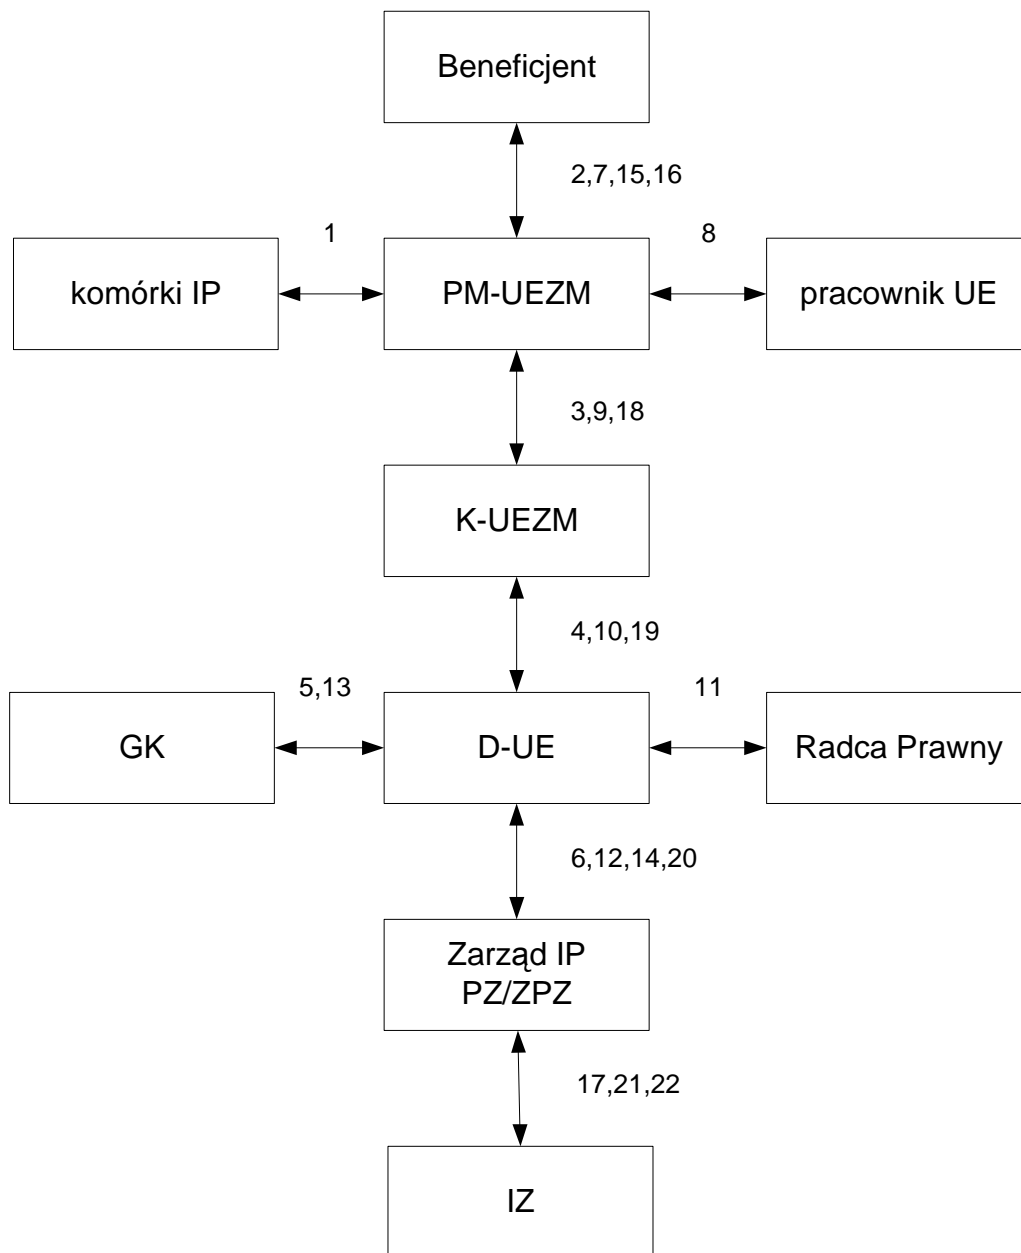 Beneficjent
2,7,15,16
1
8
komórki IP
PM-UEZM
pracownik UE
3,9,18
K-UEZM
4,10,19
5,13
11
GK
D-UE
Radca Prawny
6,12,14,20
Zarząd IP
PZ/ZPZ
17,21,22
IZ